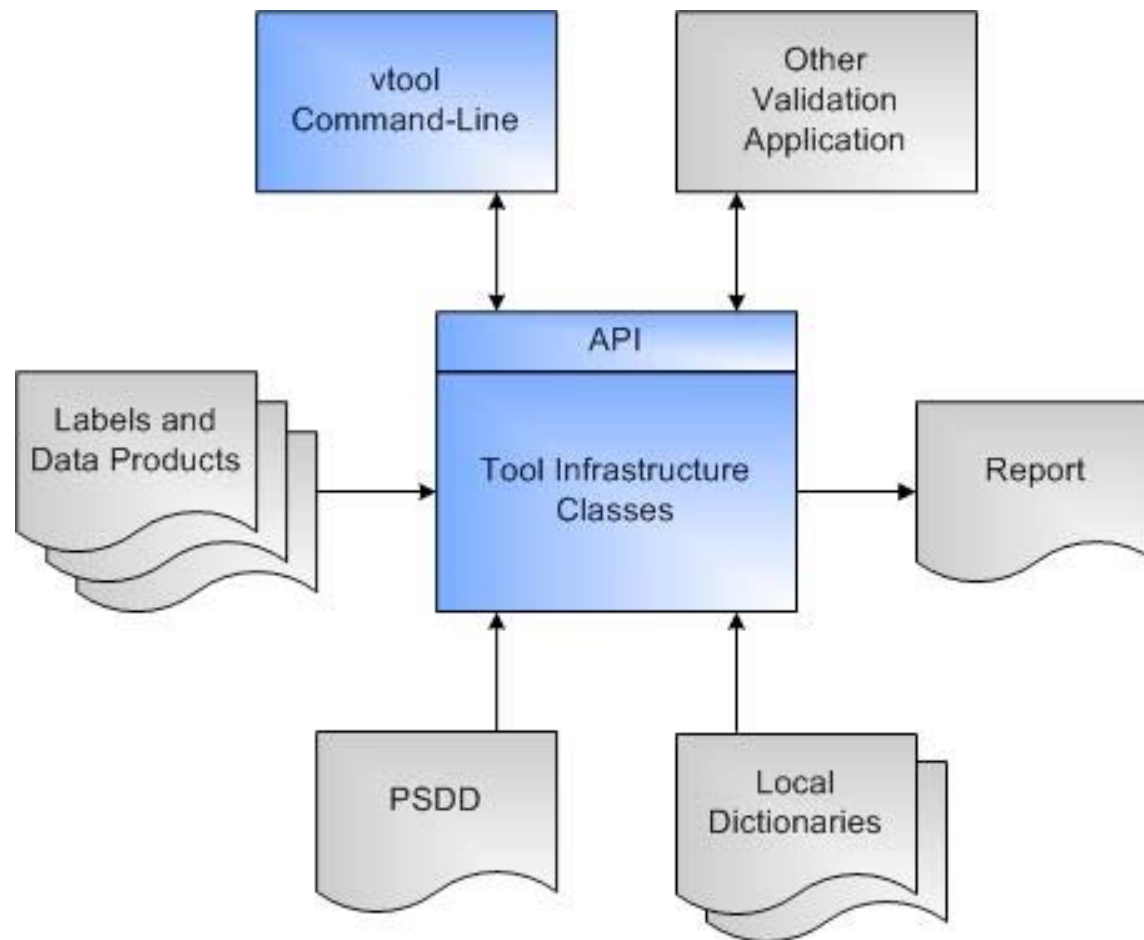 vtool
Command-Line
Other
Validation
Application
API
Labels and
Data Products
Tool Infrastructure
Classes
Report
PSDD
Local
Dictionaries